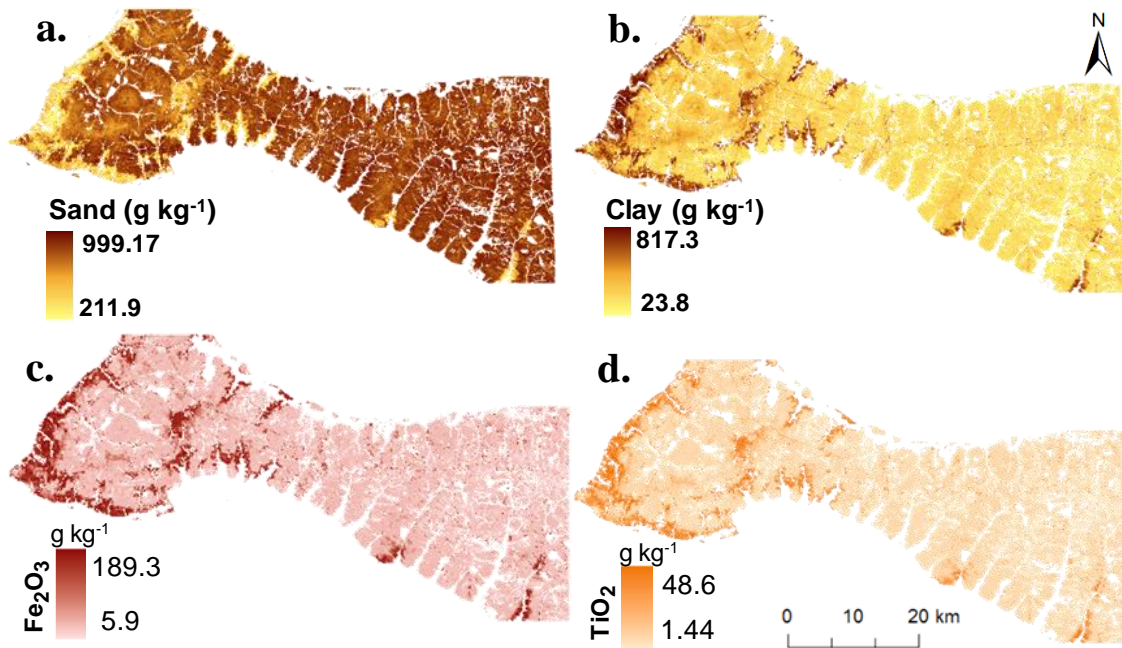 a.
Sand (g kg⁻¹)
999.17
211.9
b.
N
Clay (g kg⁻¹)
817.3
23.8
c.
g kg⁻¹
189.3
5.9
Fe₂O₃
d.
g kg⁻¹
48.6
1.44
TiO₂
0 10 20 km